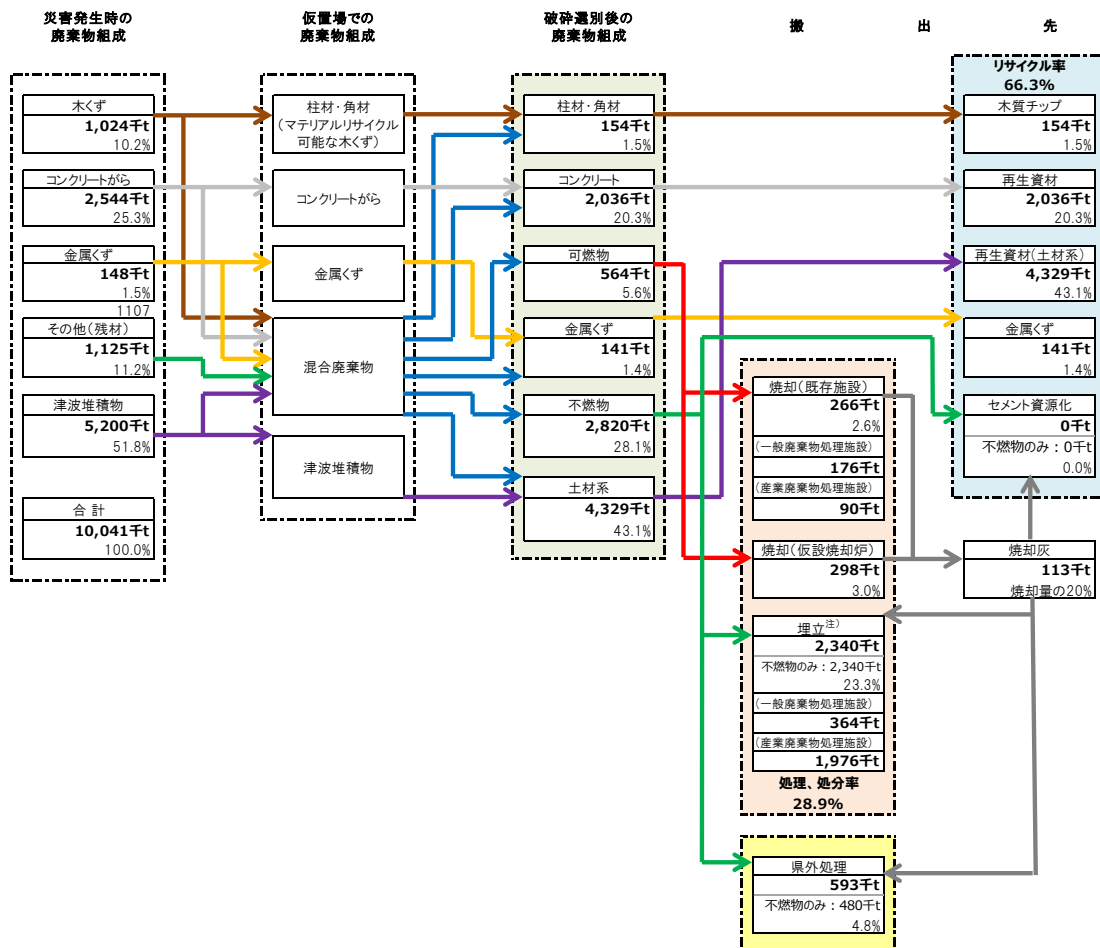 災害発生時の
廃棄物組成
仮置場での
廃棄物組成
破砕選別後の
廃棄物組成
搬 出 先
木くず
1,024千t
10.2%
コンクリートがら
2,544千t
25.3%
金属くず
148千t
1.5%
1107
その他(残材)
1,125千t
11.2%
津波堆積物
5,200千t
51.8%
合 計
10,041千t
100.0%
柱材・角材
(マテリアルリサイクル
可能な木くず)
コンクリートがら
金属くず
混合廃棄物
津波堆積物
柱材・角材
154千t
1.5%
コンクリート
2,036千t
20.3%
可燃物
564千t
5.6%
金属くず
141千t
1.4%
不燃物
2,820千t
28.1%
土材系
4,329千t
43.1%
焼却(既存施設)
266千t
2.6%
(一般廃棄物処理施設)
176千t
(産業廃棄物処理施設)
90千t
焼却(仮設焼却炉)
298千t
3.0%
埋立注)
2,340千t
不燃物のみ:2,340千t
23.3%
(一般廃棄物処理施設)
364千t
(産業廃棄物処理施設)
1,976千t
処理、処分率
28.9%
県外処理
593千t
不燃物のみ:480千t
4.8%
リサイクル率
66.3%
木質チップ
154千t
1.5%
再生資材
2,036千t
20.3%
再生資材(土材系)
4,329千t
43.1%
金属くず
141千t
1.4%
セメント資源化
0千t
不燃物のみ:0千t
0.0%
焼却灰
113千t
焼却量の20%